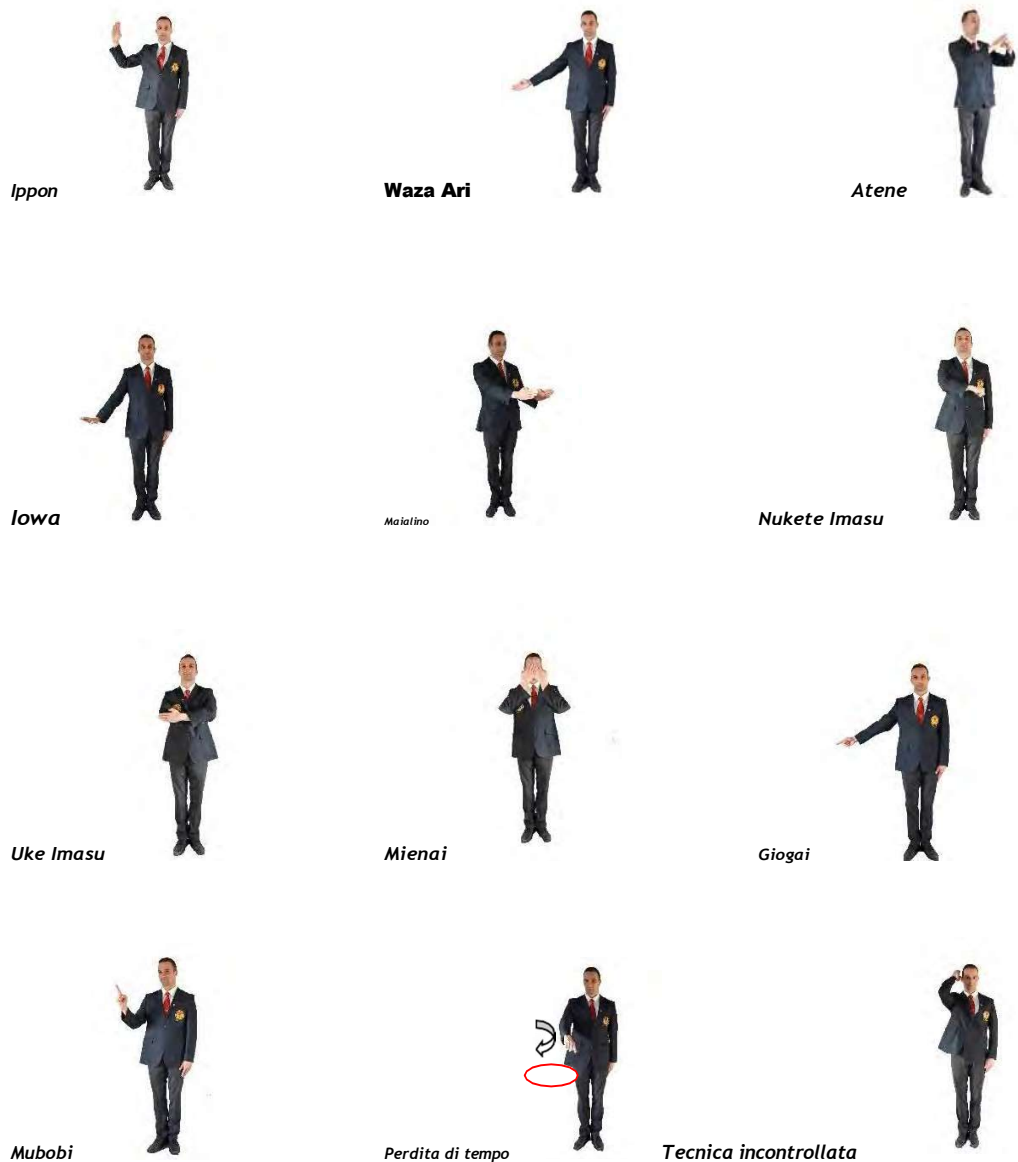 Ippon
Waza Ari
Atene
Iowa
Maialino
Nukete Imasu
Uke Imasu
Mienai
Giogai
Mubobi
Perdita di tempo
Tecnica incontrollata